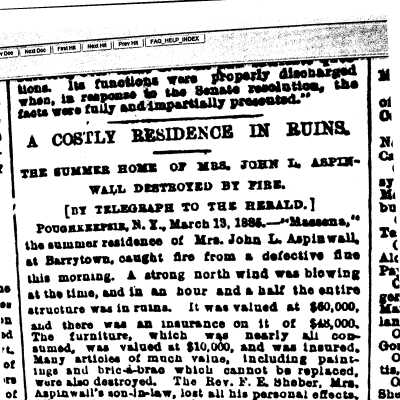 v Doc Next Doc First Hit Next Hit Prev Hit FAQ_HELP_INDEX
tions. Its functions were properly discharged
when, in response to the Senate resolution, the
facts were fully and impartially presented."
A COSTLY RESIDENCE IN RUINS.
THE SUMMER HOME OF MRS. JOHN L. ASPIN-
WALL DESTROYED BY FIRE.
[BY TELEGRAPH TO THE HERALD.]
POUGHKEEPSIE, N. Y., March 13, 1885.—"Massena,"
the summer residence of Mrs. John L. Aspinwall,
at Barrytown, caught fire from a defective fine
this morning. A strong north wind was blowing
at the time, and in an hour and a half the entire
structure was in ruins. It was valued at $60,000,
and there was an insurance on it of $48,000.
The furniture, which was nearly all con-
sumed, was valued at $10,000, and was insured.
Many articles of much value, including paint-
ings and bric-à-brac which cannot be replaced,
were also destroyed. The Rev. F. E. Sheber, Mrs.
Aspinwall's son-in-law, lost all his personal effects,